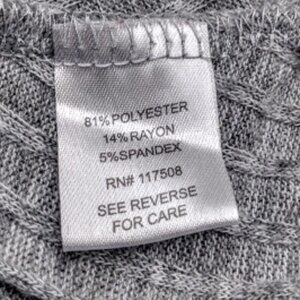 81% POLYESTER
14% RAYON
5% SPANDEX
RN# 117508
SEE REVERSE
FOR CARE